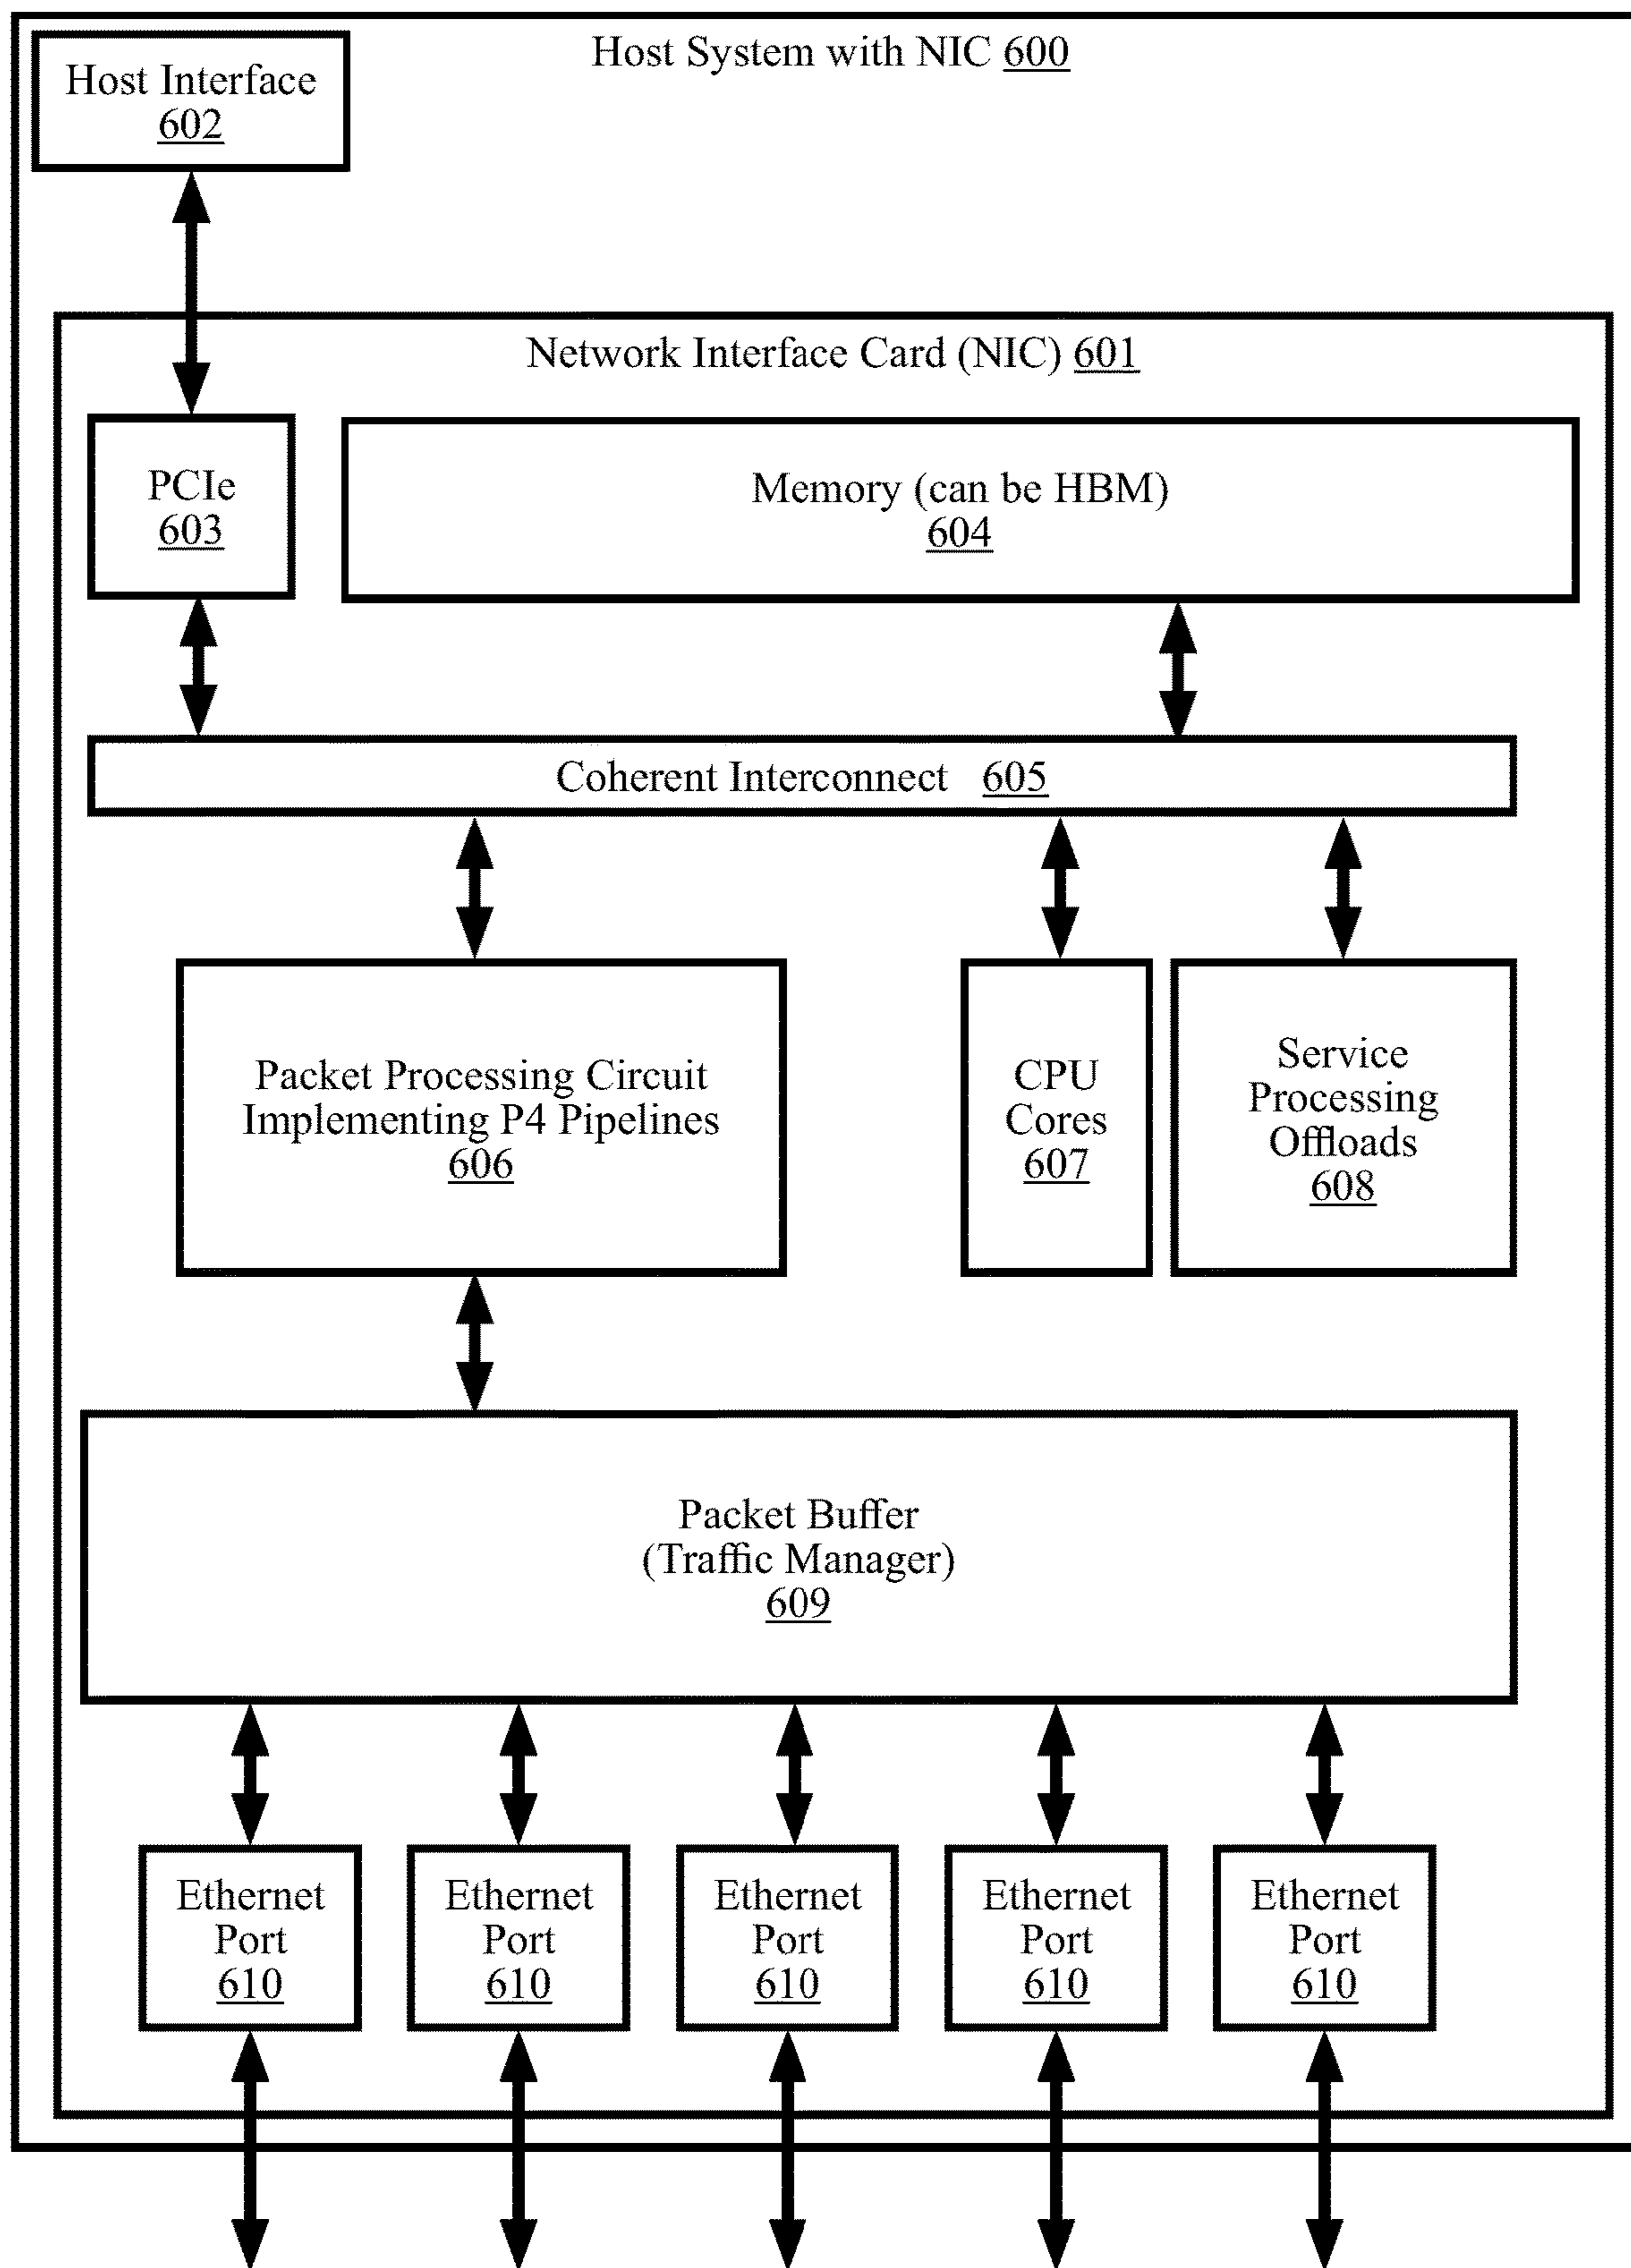 Host System with NIC 600
Host Interface
602
Network Interface Card (NIC) 601
PCIe
603
Memory (can be HBM)
604
Coherent Interconnect 605
Packet Processing Circuit
Implementing P4 Pipelines
606
CPU
Cores
607
Service
Processing
Offloads
608
Packet Buffer
(Traffic Manager)
609
Ethernet
Port
610
Ethernet
Port
610
Ethernet
Port
610
Ethernet
Port
610
Ethernet
Port
610